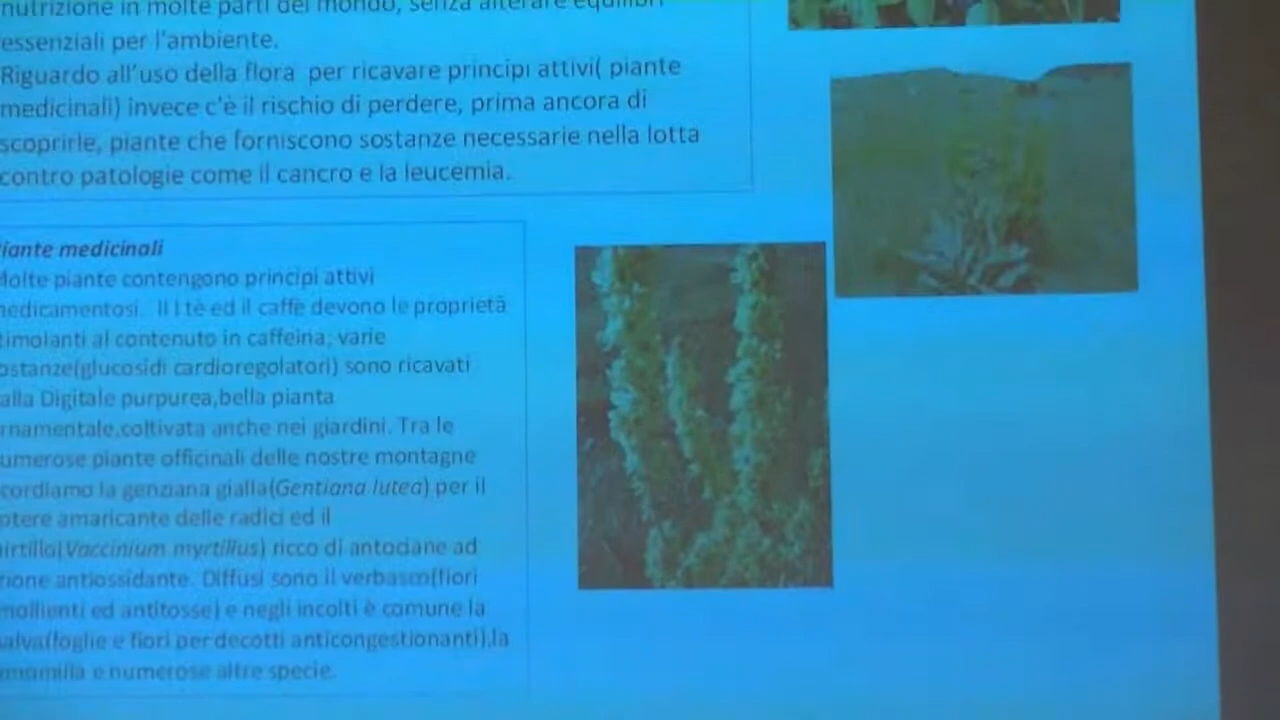 nutrizione in molte parti del mondo, senza alterare equilibri
essenziali per l'ambiente.
Riguardo all'uso della flora per ricavare principi attivi( piante
medicinali) invece c'è il rischio di perdere, prima ancora di
scoprirle, piante che forniscono sostanze necessarie nella lotta
contro patologie come il cancro e la leucemia.
iante medicinali
Molte piante contengono principi attivi
medicamentosi. Il l tè ed il caffè devono le proprietà
timolanti al contenuto in caffeina; varie
ostanze(glucosidi cardioregolatori) sono ricavati
alla Digitale purpurea,bella pianta
rnamentale,coltivata anche nei giardini. Tra le
umerose piante officinali delle nostre montagne
cordiamo la genziana gialla(Gentiana lutea) per il
otere amaricante delle radici ed il
irtillo(Vaccinium myrtillus) ricco di antociane ad
zione antiossidante. Diffusi sono il verbasco(fiori
mollienti ed antitosse) e negli incolti è comune la
alva(foglie e fiori per decotti anticongestionanti),la
amomilla e numerose altre specie.